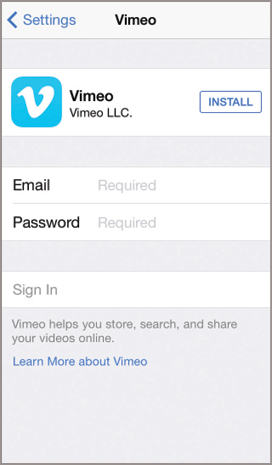 Settings Vimeo
Vimeo
Vimeo LLC.
INSTALL
Email Required
Password Required
Sign In
Vimeo helps you store, search, and share
your videos online.
Learn More about Vimeo